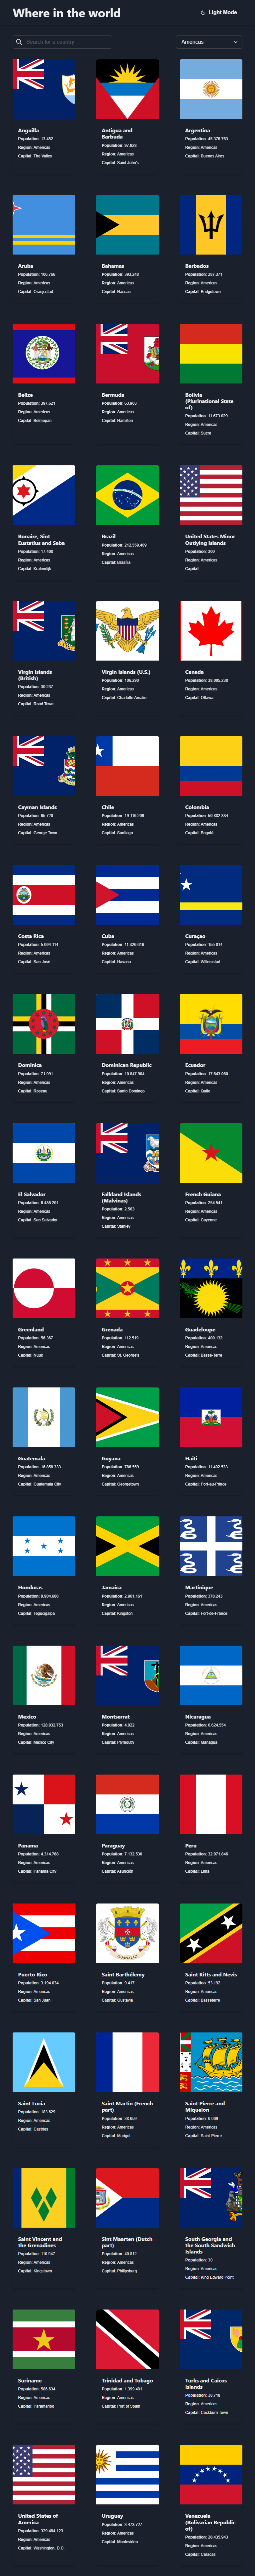 Where in the world
Light Mode
Search for a country
Americas
Anguilla
Population: 13.452
Region: Americas
Capital: The Valley
Antigua and
Barbuda
Population: 97.928
Region: Americas
Capital: Saint John's
Argentina
Population: 45.376.763
Region: Americas
Capital: Buenos Aires
Aruba
Population: 106.766
Region: Americas
Capital: Oranjestad
Bahamas
Population: 393.248
Region: Americas
Capital: Nassau
Barbados
Population: 287.371
Region: Americas
Capital: Bridgetown
Belize
Population: 397.621
Region: Americas
Capital: Belmopan
Bermuda
Population: 63.903
Region: Americas
Capital: Hamilton
Bolivia
(Plurinational State
of)
Population: 11.673.029
Region: Americas
Capital: Sucre
Bonaire, Sint
Eustatius and Saba
Population: 17.408
Region: Americas
Capital: Kralendijk
Brazil
Population: 212.559.409
Region: Americas
Capital: Brasília
United States Minor
Outlying Islands
Population: 300
Region: Americas
Capital:
Virgin Islands
(British)
Population: 30.237
Region: Americas
Capital: Road Town
Virgin Islands (U.S.)
Population: 106.290
Region: Americas
Capital: Charlotte Amalie
Canada
Population: 38.005.238
Region: Americas
Capital: Ottawa
Cayman Islands
Population: 65.720
Region: Americas
Capital: George Town
Chile
Population: 19.116.209
Region: Americas
Capital: Santiago
Colombia
Population: 50.882.884
Region: Americas
Capital: Bogotá
Costa Rica
Population: 5.094.114
Region: Americas
Capital: San José
Cuba
Population: 11.326.616
Region: Americas
Capital: Havana
Curaçao
Population: 155.014
Region: Americas
Capital: Willemstad
Dominica
Population: 71.991
Region: Americas
Capital: Roseau
Dominican Republic
Population: 10.847.904
Region: Americas
Capital: Santo Domingo
Ecuador
Population: 17.643.060
Region: Americas
Capital: Quito
El Salvador
Population: 6.486.201
Region: Americas
Capital: San Salvador
Falkland Islands
(Malvinas)
Population: 2.563
Region: Americas
Capital: Stanley
French Guiana
Population: 254.541
Region: Americas
Capital: Cayenne
Greenland
Population: 56.367
Region: Americas
Capital: Nuuk
Grenada
Population: 112.519
Region: Americas
Capital: St. George's
Guadeloupe
Population: 400.132
Region: Americas
Capital: Basse-Terre
Guatemala
Population: 16.858.333
Region: Americas
Capital: Guatemala City
Guyana
Population: 786.559
Region: Americas
Capital: Georgetown
Haiti
Population: 11.402.533
Region: Americas
Capital: Port-au-Prince
Honduras
Population: 9.904.608
Region: Americas
Capital: Tegucigalpa
Jamaica
Population: 2.961.161
Region: Americas
Capital: Kingston
Martinique
Population: 378.243
Region: Americas
Capital: Fort-de-France
Mexico
Population: 128.932.753
Region: Americas
Capital: Mexico City
Montserrat
Population: 4.922
Region: Americas
Capital: Plymouth
Nicaragua
Population: 6.624.554
Region: Americas
Capital: Managua
Panama
Population: 4.314.768
Region: Americas
Capital: Panama City
Paraguay
Population: 7.132.530
Region: Americas
Capital: Asunción
Peru
Population: 32.971.846
Region: Americas
Capital: Lima
Puerto Rico
Population: 3.194.034
Region: Americas
Capital: San Juan
Saint Barthélemy
Population: 9.417
Region: Americas
Capital: Gustavia
Saint Kitts and Nevis
Population: 53.192
Region: Americas
Capital: Basseterre
Saint Lucia
Population: 183.629
Region: Americas
Capital: Castries
Saint Martin (French
part)
Population: 38.659
Region: Americas
Capital: Marigot
Saint Pierre and
Miquelon
Population: 6.069
Region: Americas
Capital: Saint-Pierre
Saint Vincent and
the Grenadines
Population: 110.947
Region: Americas
Capital: Kingstown
Sint Maarten (Dutch
part)
Population: 40.812
Region: Americas
Capital: Philipsburg
South Georgia and
the South Sandwich
Islands
Population: 30
Region: Americas
Capital: King Edward Point
Suriname
Population: 586.634
Region: Americas
Capital: Paramaribo
Trinidad and Tobago
Population: 1.399.491
Region: Americas
Capital: Port of Spain
Turks and Caicos
Islands
Population: 38.718
Region: Americas
Capital: Cockburn Town
United States of
America
Population: 329.484.123
Region: Americas
Capital: Washington, D.C.
Uruguay
Population: 3.473.727
Region: Americas
Capital: Montevideo
Venezuela
(Bolivarian Republic
of)
Population: 28.435.943
Region: Americas
Capital: Caracas